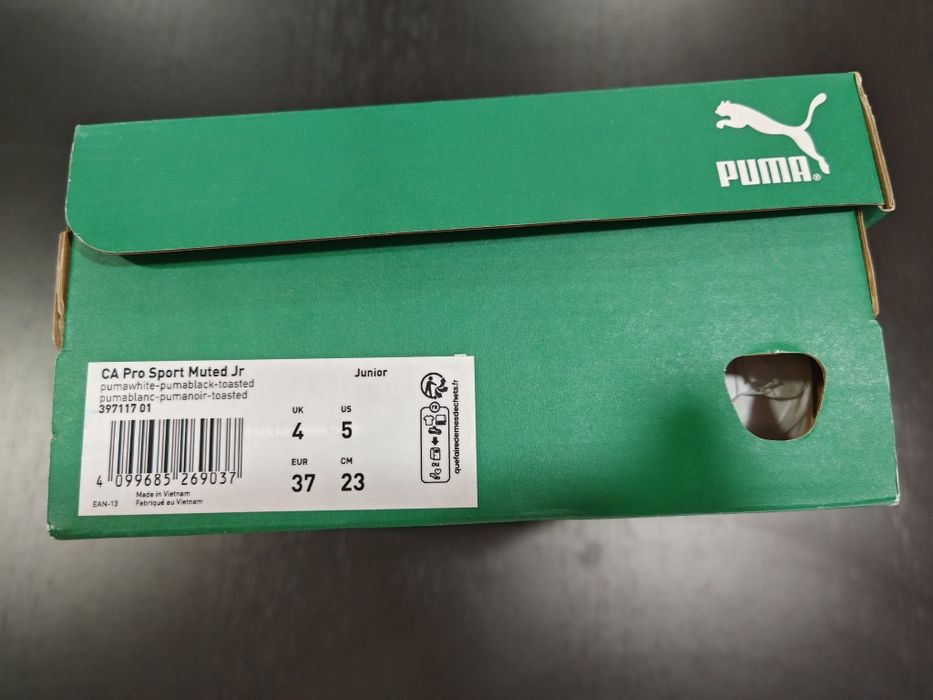 PUMA®
CA Pro Sport Muted Jr
Junior
pumawhite-pumablack-toasted
pumablanc-pumanoir-toasted
397117 01
UK US
4 5
EUR CM
37 23
4 099685 269037
EAN-13
Made in Vietnam
Fabriqué au Vietnam
quefairedemesdechets.fr